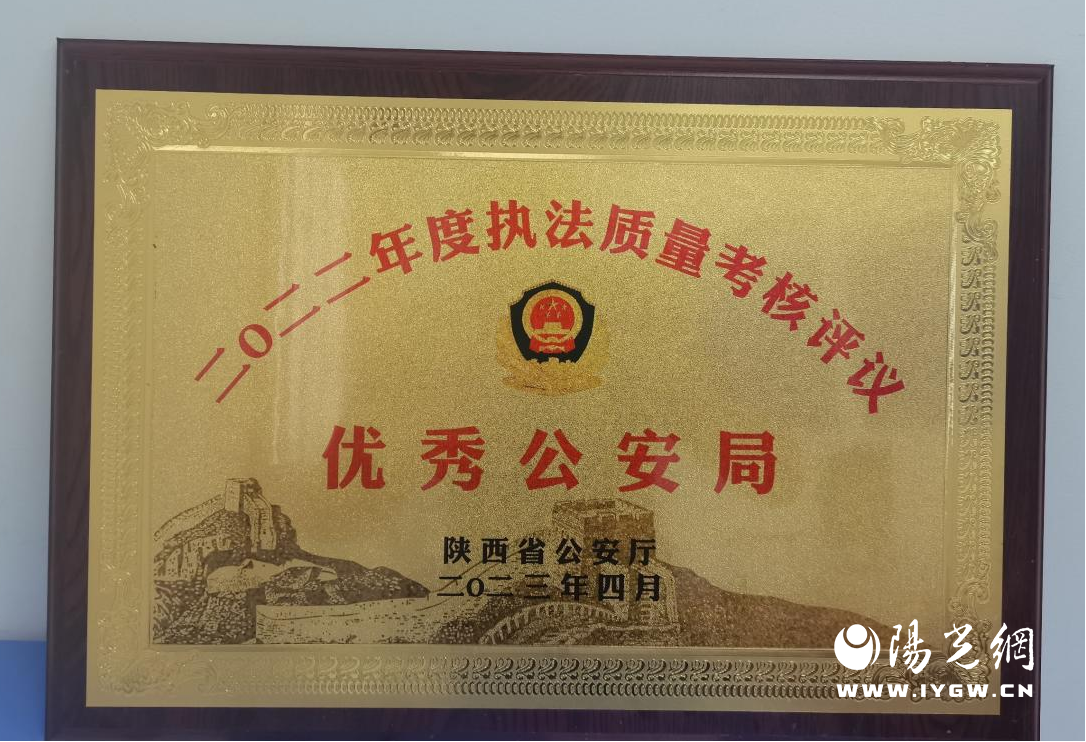 二〇二二年度执法质量考核评议
优秀公安局
陕西省公安厅
二〇二三年四月
陽光網
WWW.IYGW.CN